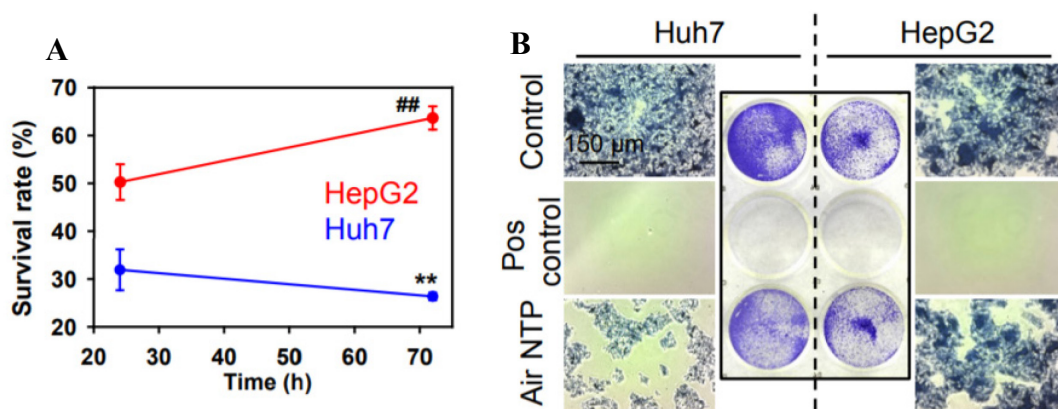 A
Survival rate (%)
70
60
50
40
30
20
##
HepG2
Huh7
**
20 30 40 50 60 70
Time (h)
B
Huh7
HepG2
Control
150 µm
Pos
control
Air NTP